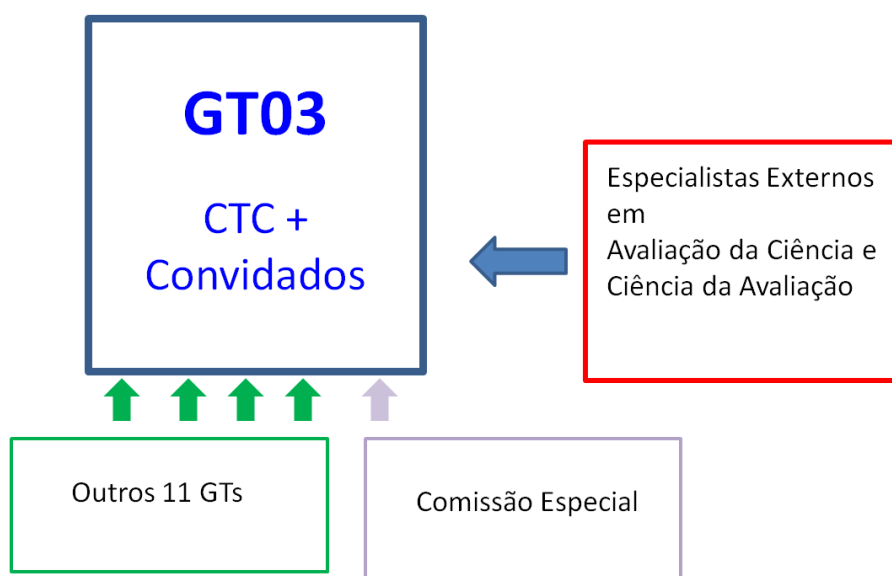 GT03
CTC +
Convidados
Especialistas Externos
em
Avaliação da Ciência e
Ciência da Avaliação
Outros 11 GTs
Comissão Especial